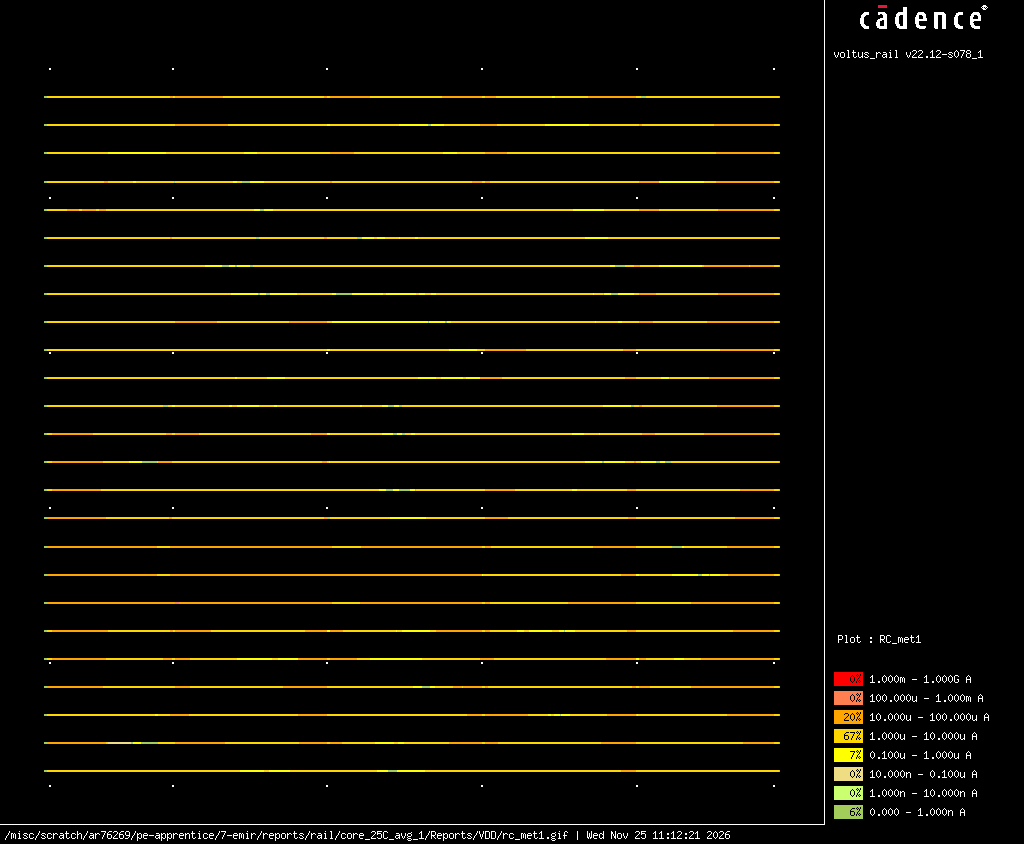 cādence®
voltus_rail v22.12-s078_1
Plot : RC_met1
0% 1.000m - 1.000G A
0% 100.000u - 1.000m A
20% 10.000u - 100.000u A
67% 1.000u - 10.000u A
7% 0.100u - 1.000u A
0% 10.000n - 0.100u A
0% 1.000n - 10.000n A
6% 0.000 - 1.000n A
/misc/scratch/ar76269/pe-apprentice/7-emir/reports/rail/core_25C_avg_1/Reports/VDD/rc_met1.gif | Wed Nov 25 11:12:21 2026